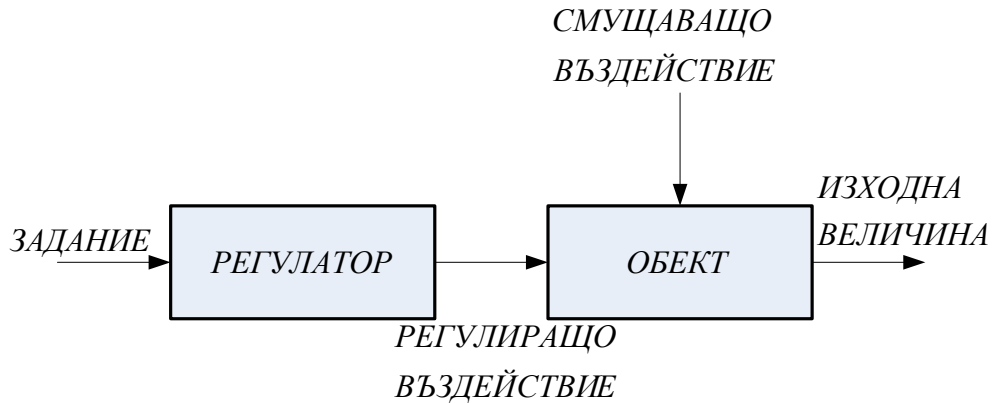 СМУЩАВАЩО
ВЪЗДЕЙСТВИЕ
ИЗХОДНА
ВЕЛИЧИНА
ЗАДАНИЕ
РЕГУЛАТОР
ОБЕКТ
РЕГУЛИРАЩО
ВЪЗДЕЙСТВИЕ